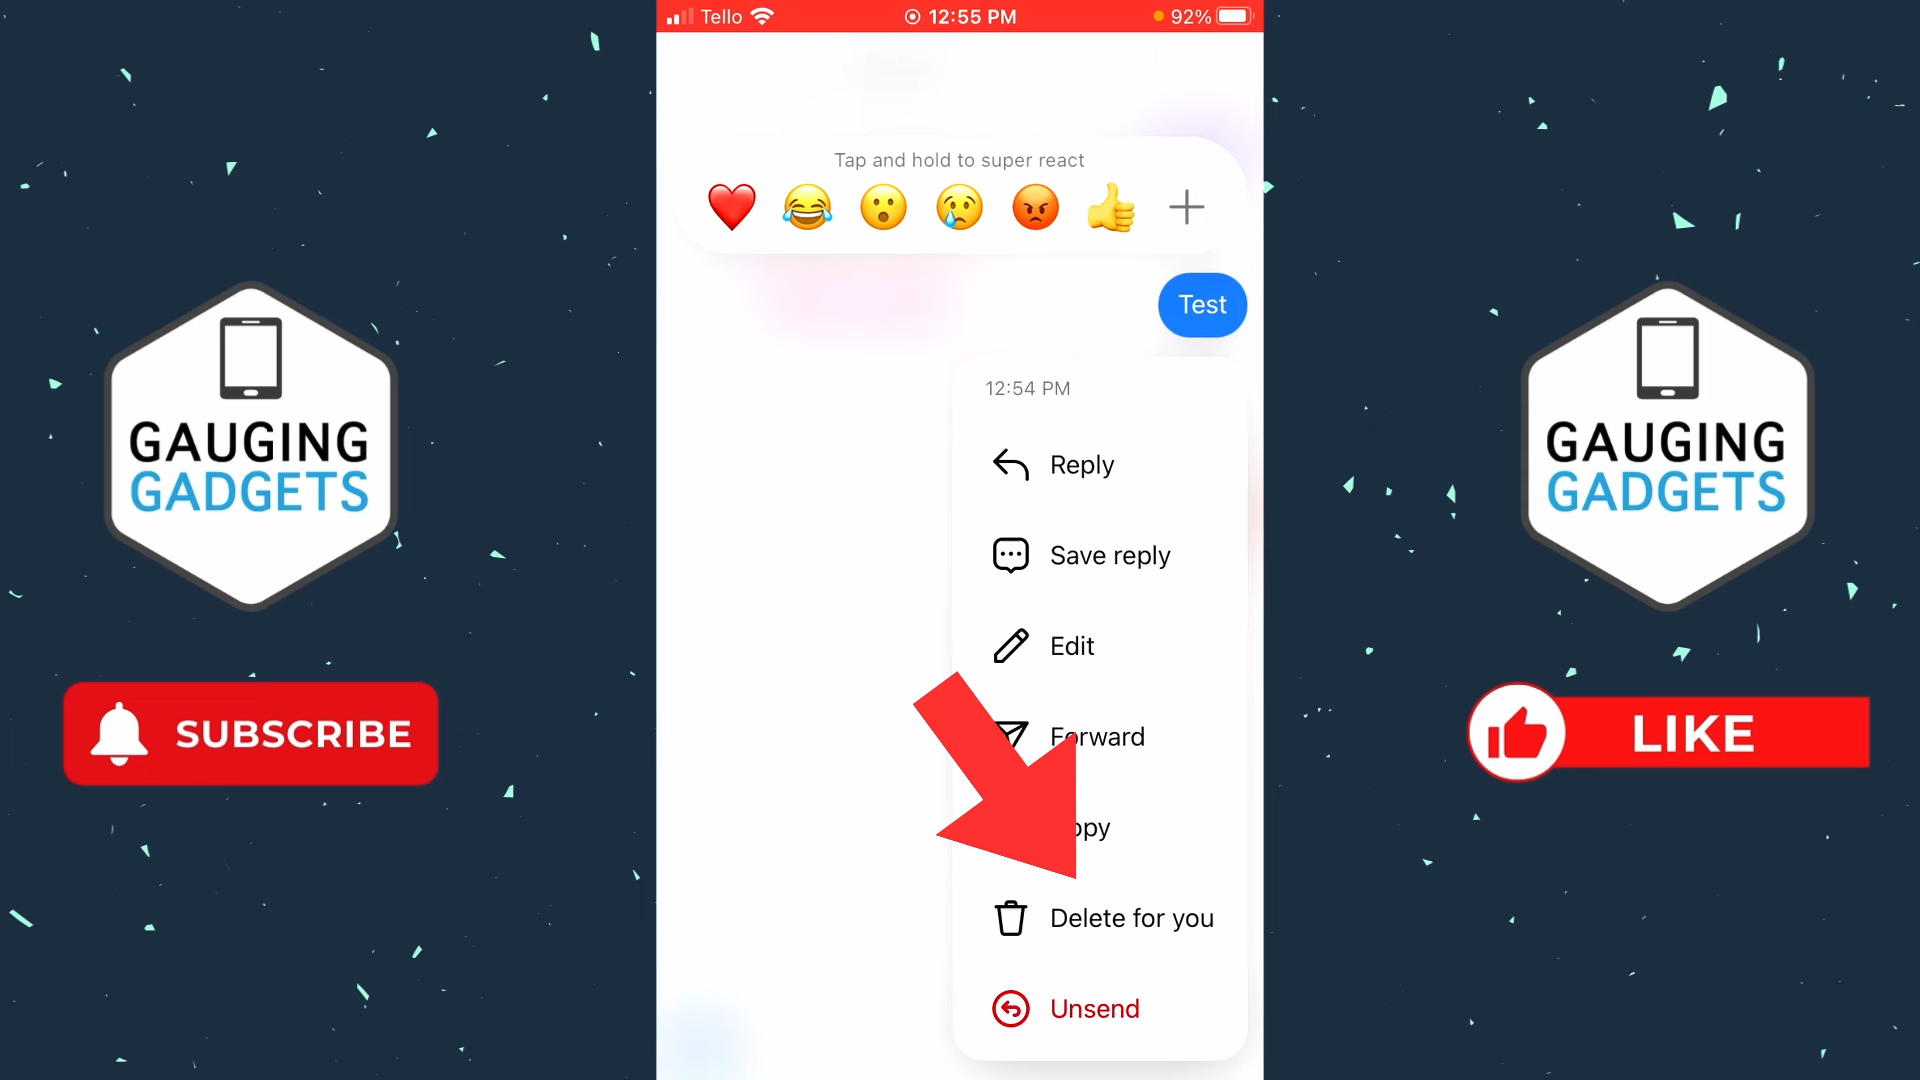 Tello 12:55 PM 92%
Tap and hold to super react
Test
12:54 PM
Reply
Save reply
Edit
Forward
opy
Delete for you
Unsend
GAUGING
GADGETS
SUBSCRIBE
GAUGING
GADGETS
LIKE